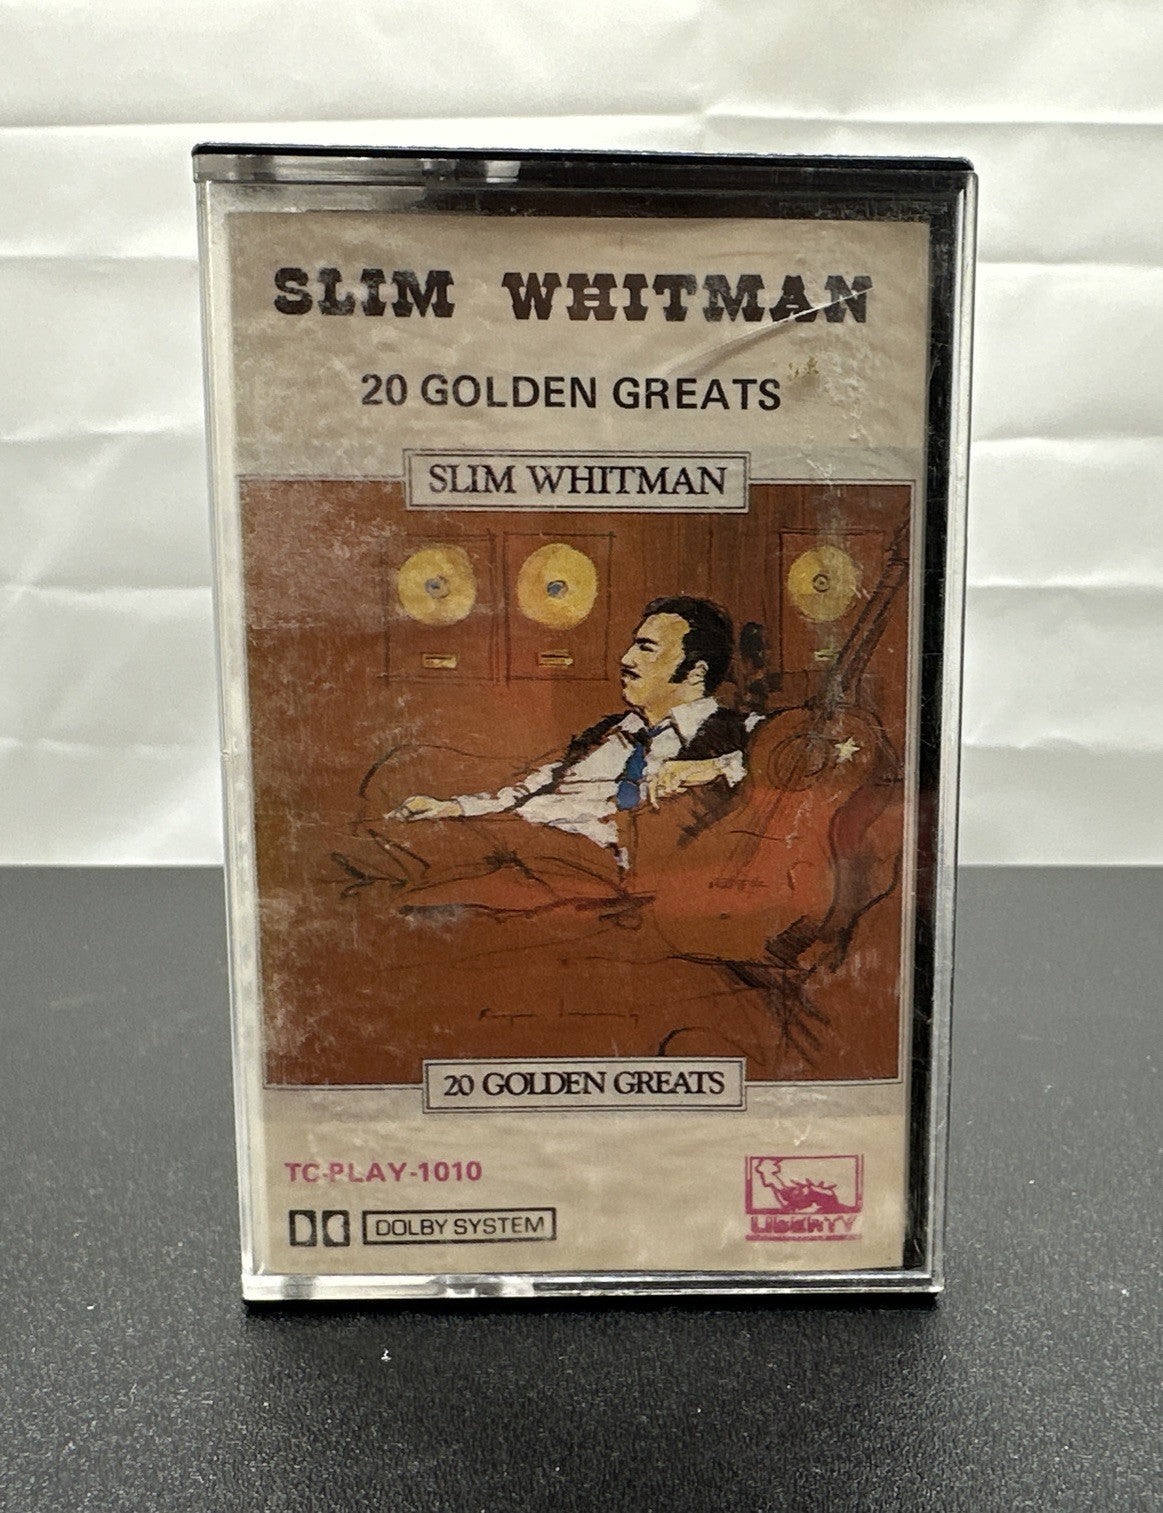 SLIM WHITMAN
20 GOLDEN GREATS
SLIM WHITMAN
20 GOLDEN GREATS
TC-PLAY-1010
DOLBY SYSTEM
LIBERTY